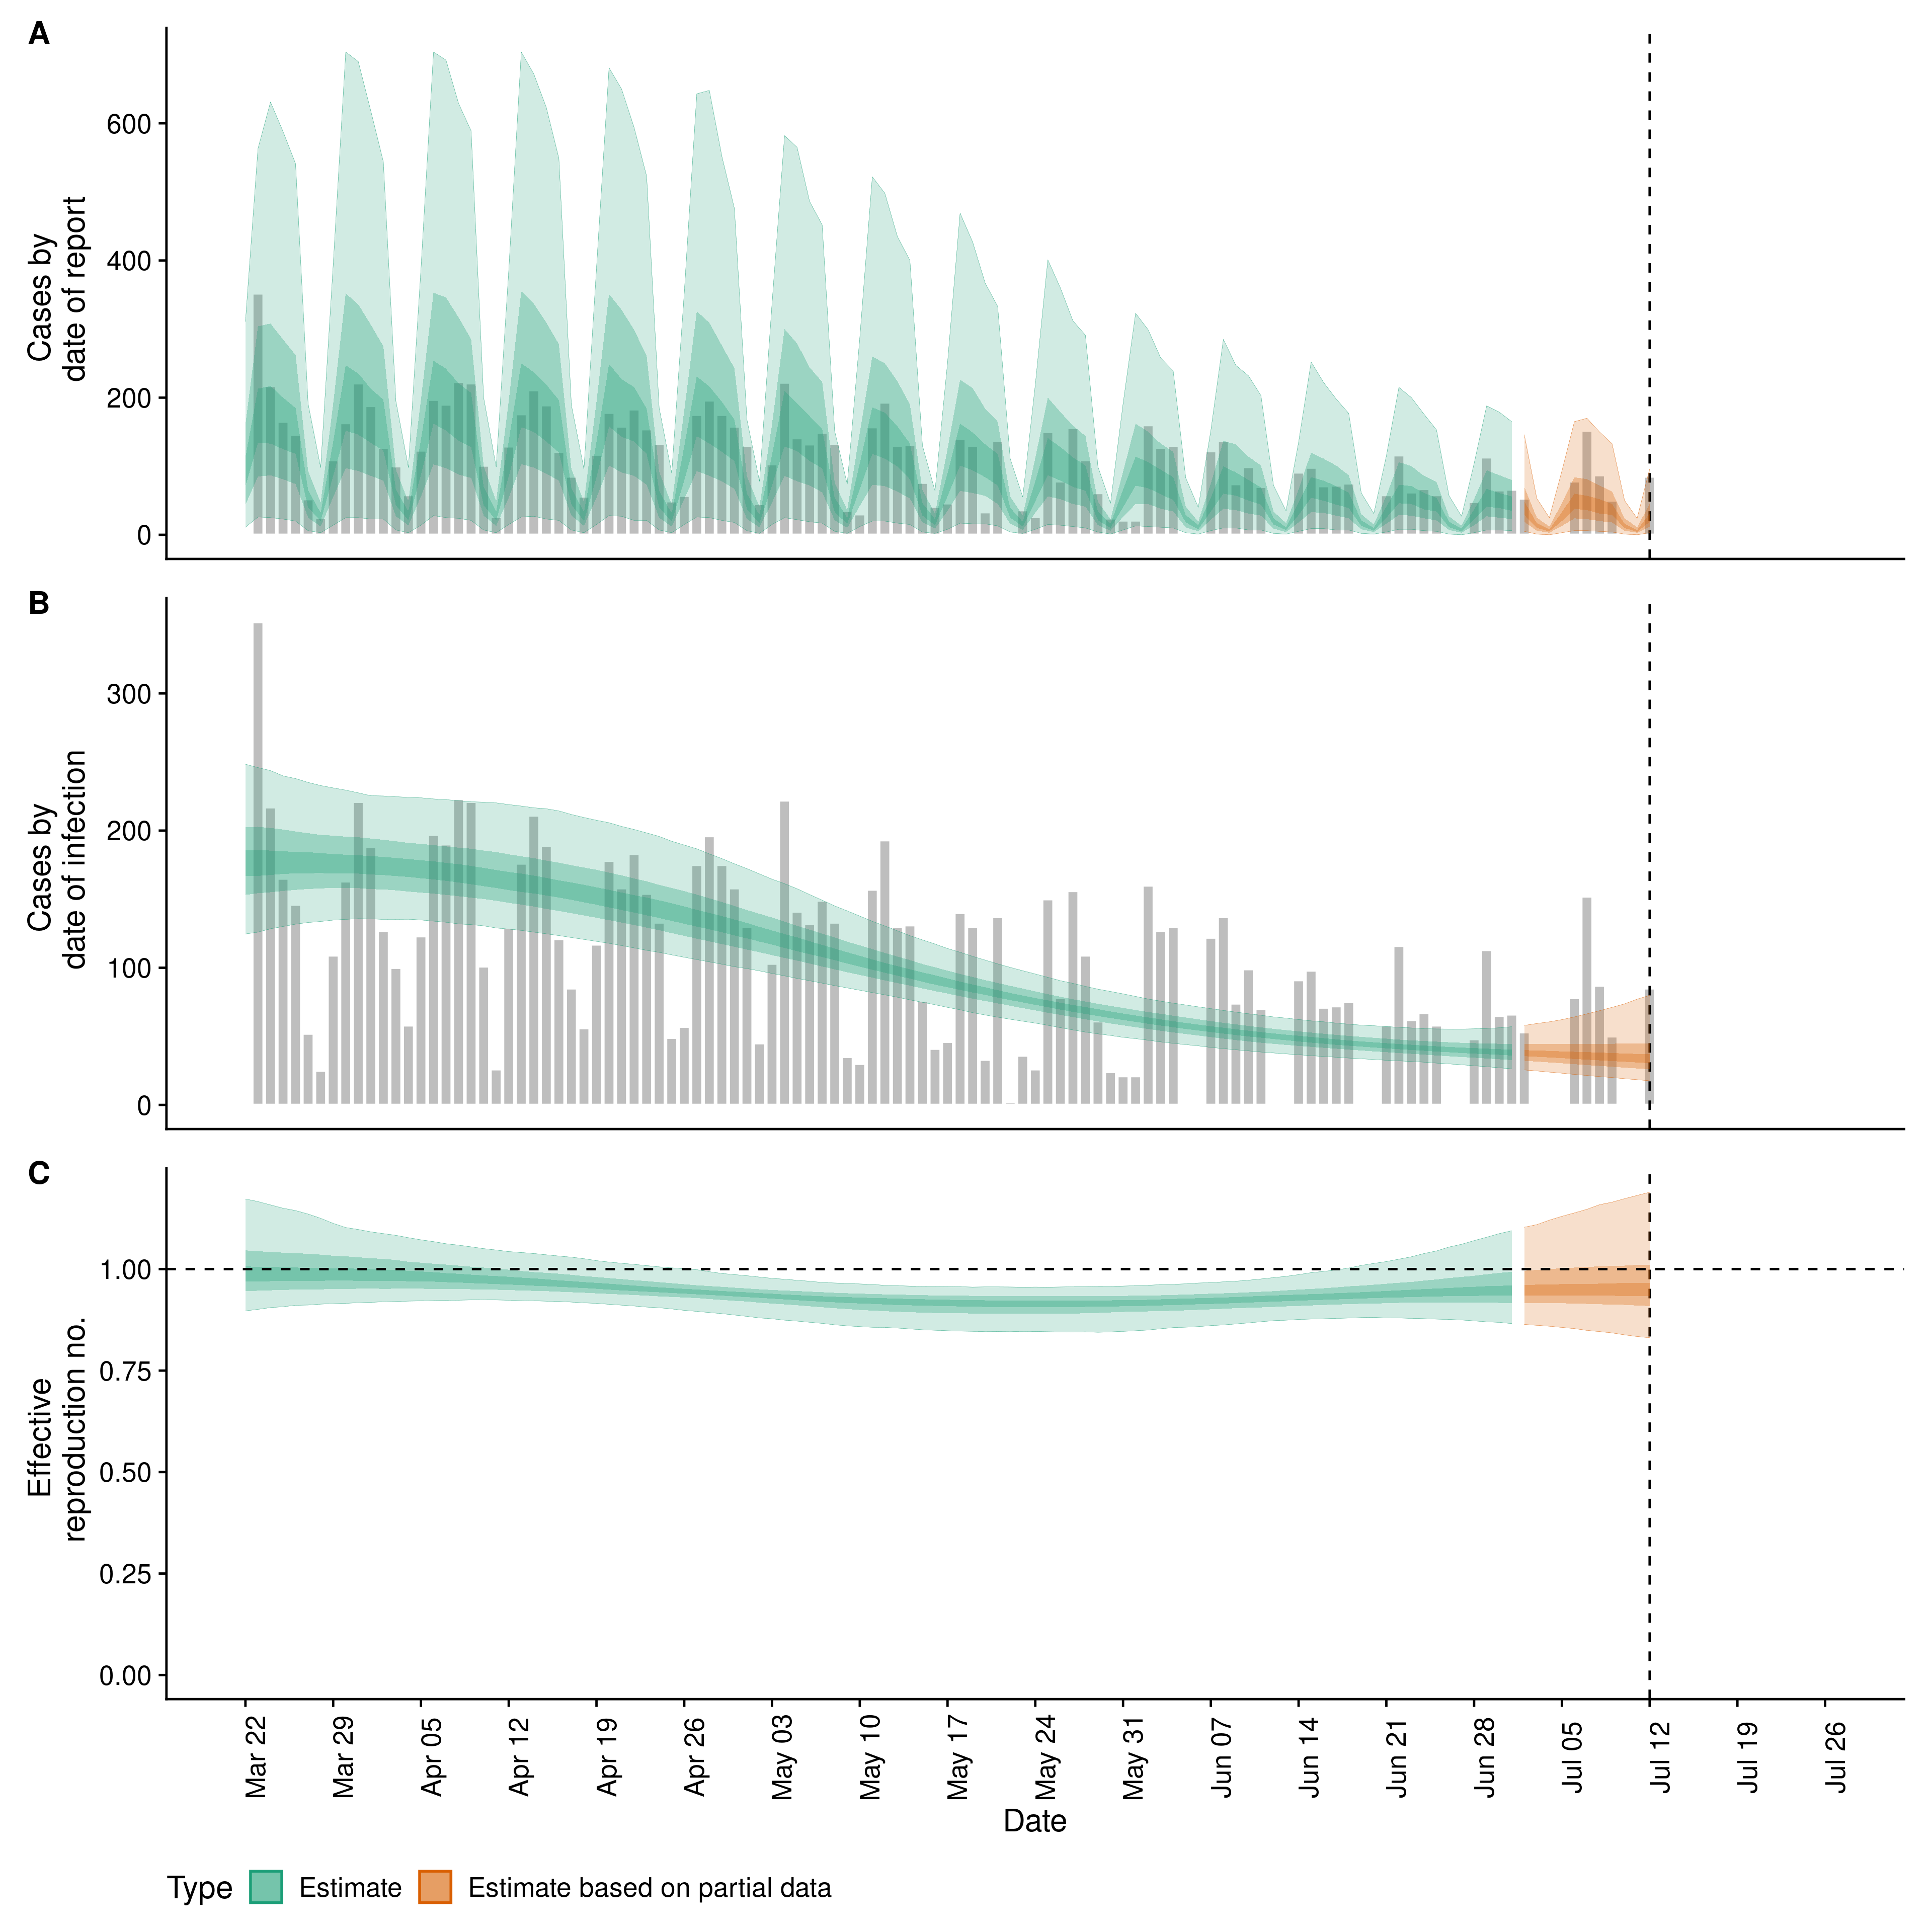 A
Cases by
date of report
600
400
200
0
B
Cases by
date of infection
300
200
100
0
C
Effective
reproduction no.
1.00
0.75
0.50
0.25
0.00
Mar 22
Mar 29
Apr 05
Apr 12
Apr 19
Apr 26
May 03
May 10
May 17
May 24
May 31
Jun 07
Jun 14
Jun 21
Jun 28
Jul 05
Jul 12
Jul 19
Jul 26
Date
Type Estimate Estimate based on partial data